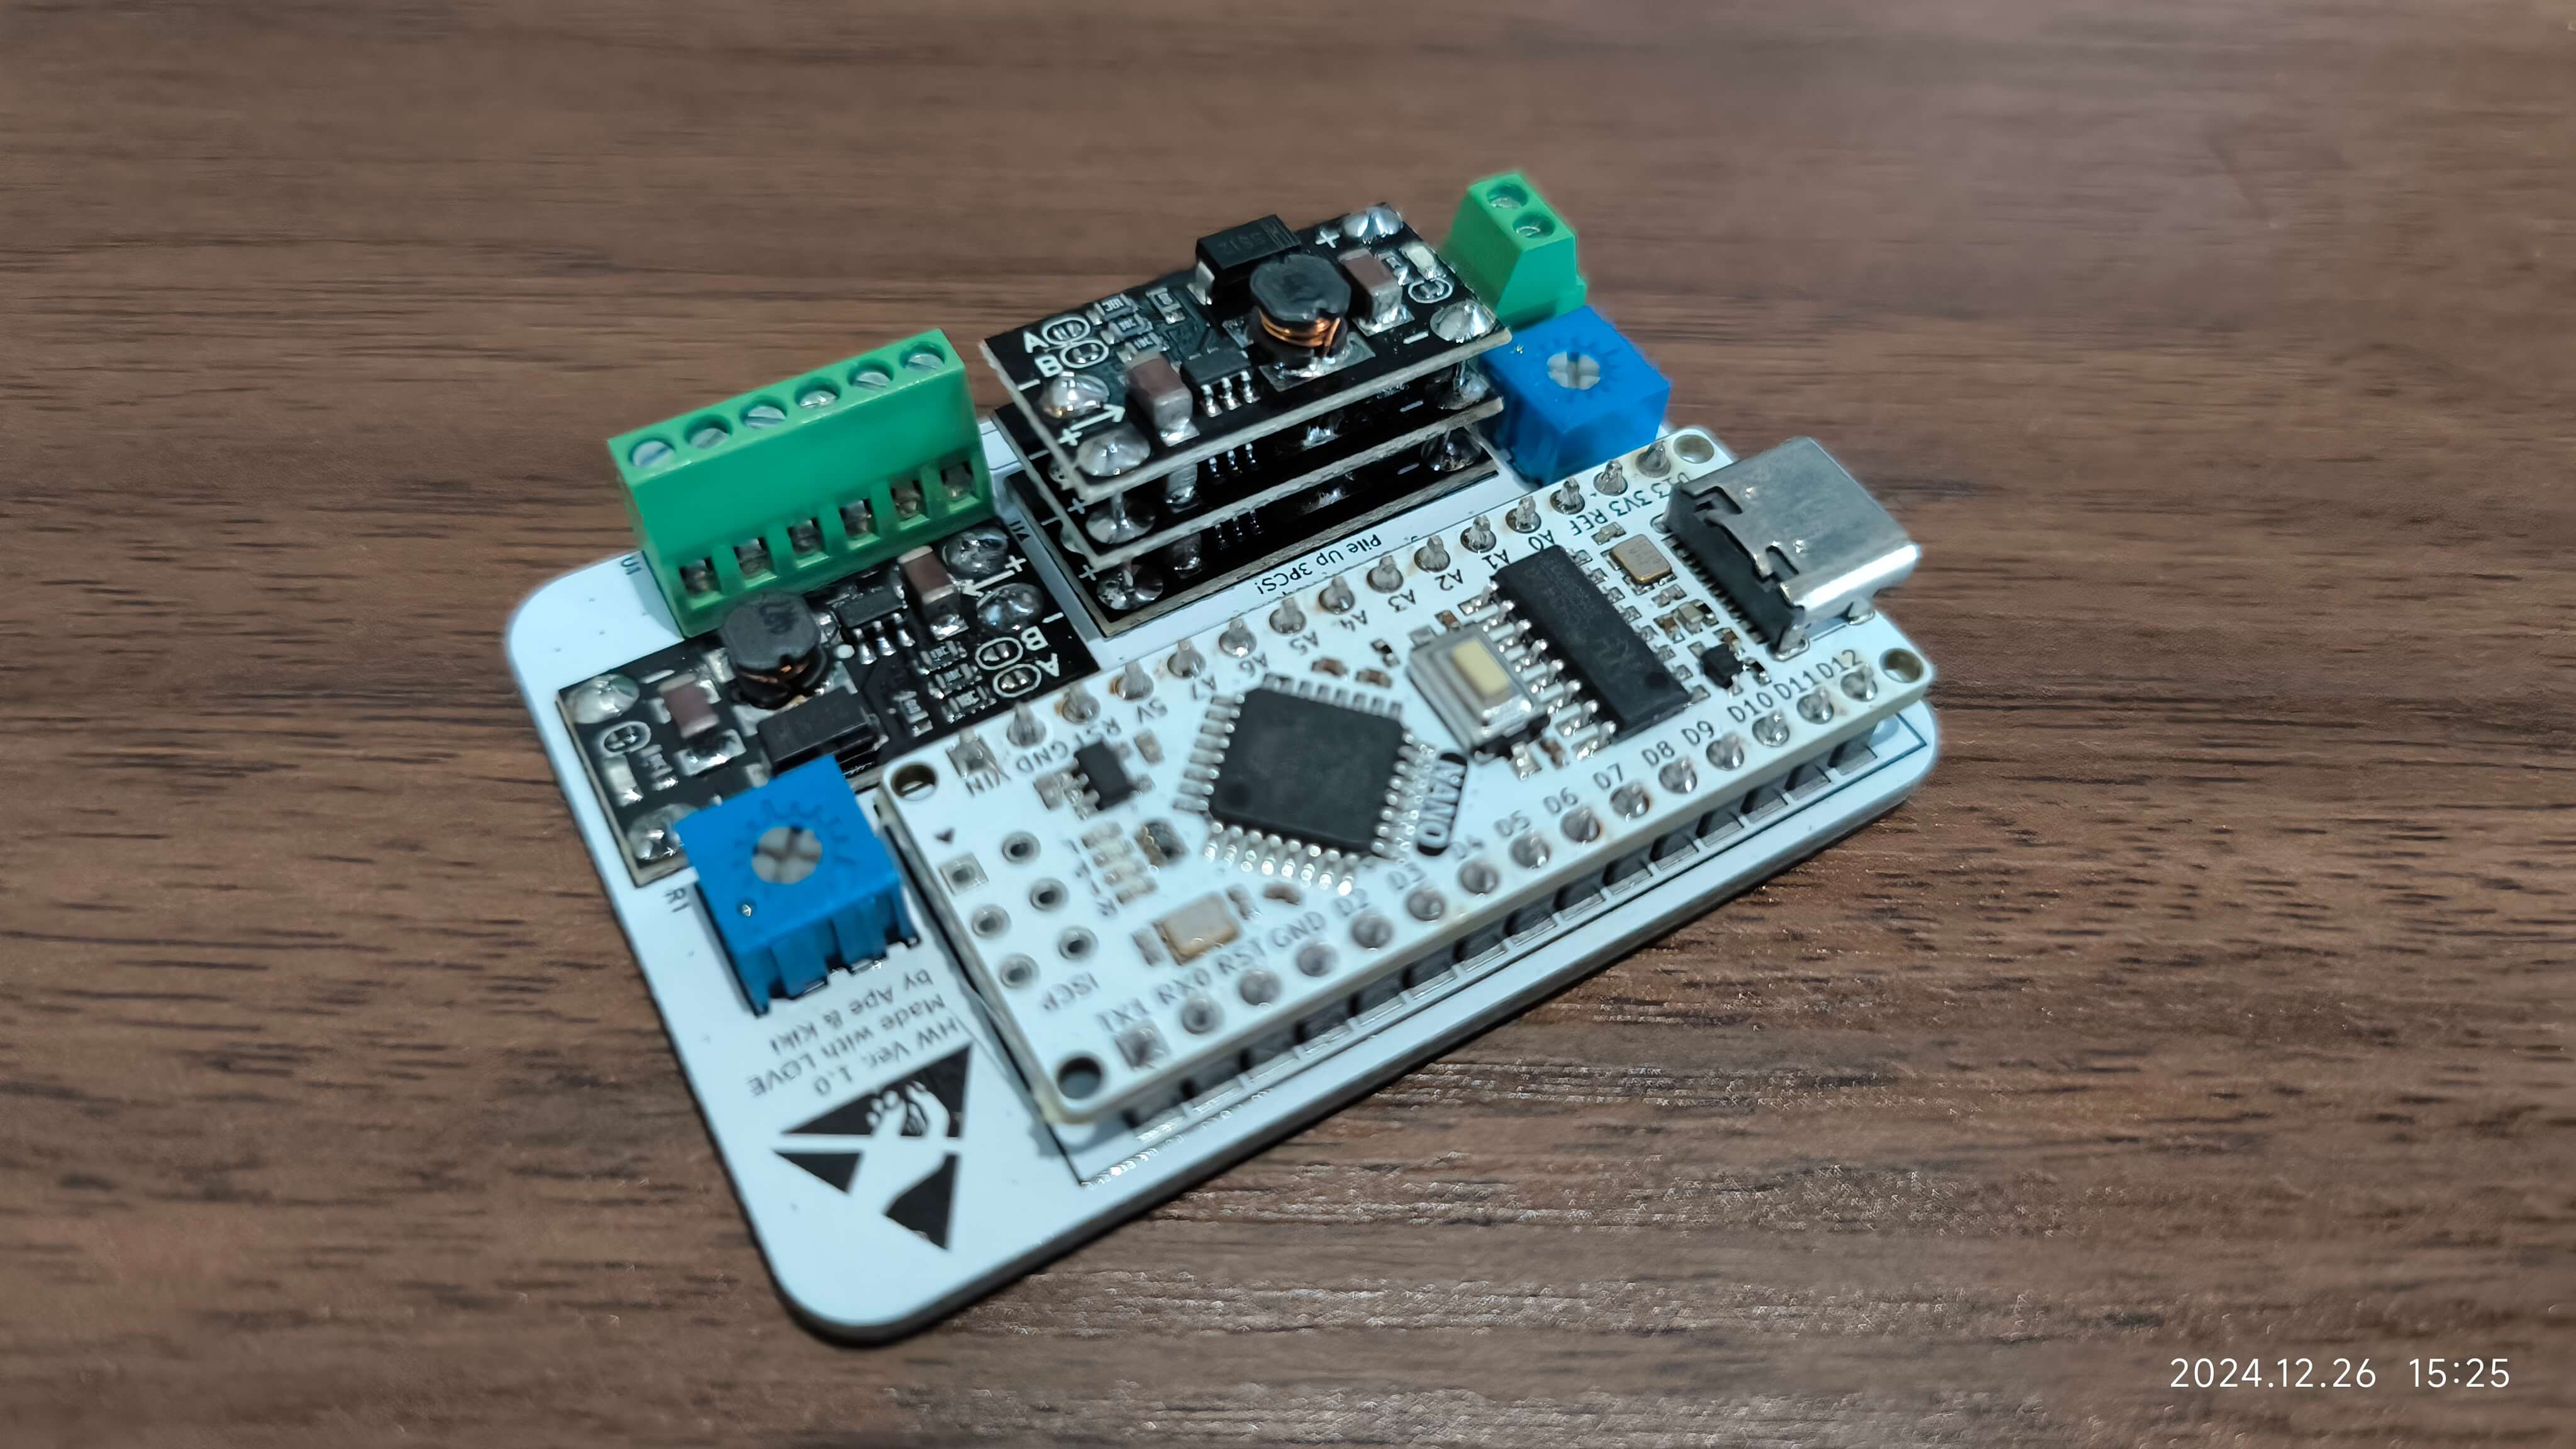 A
B
Pile Up 3PCS!
B
A
D13 3V3 REF A0 A1 A2 A3 A4 A5 A6 A7 5V RST GND VIN
D12
D11
D10
D9
D8
D7
D6
D5
D4
D3
D2
GND
RST
RX0
TX1
NANO
ISCP
R1
HW Ver. 1.0
Made with LOVE
by Ape & Kiki
2024.12.26 15:25